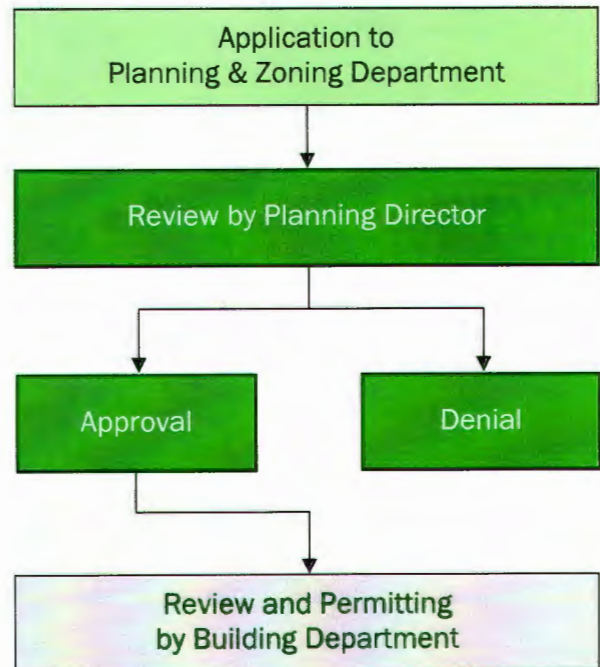 Application to
Planning & Zoning Department
Review by Planning Director
Approval
Denial
Review and Permitting
by Building Department